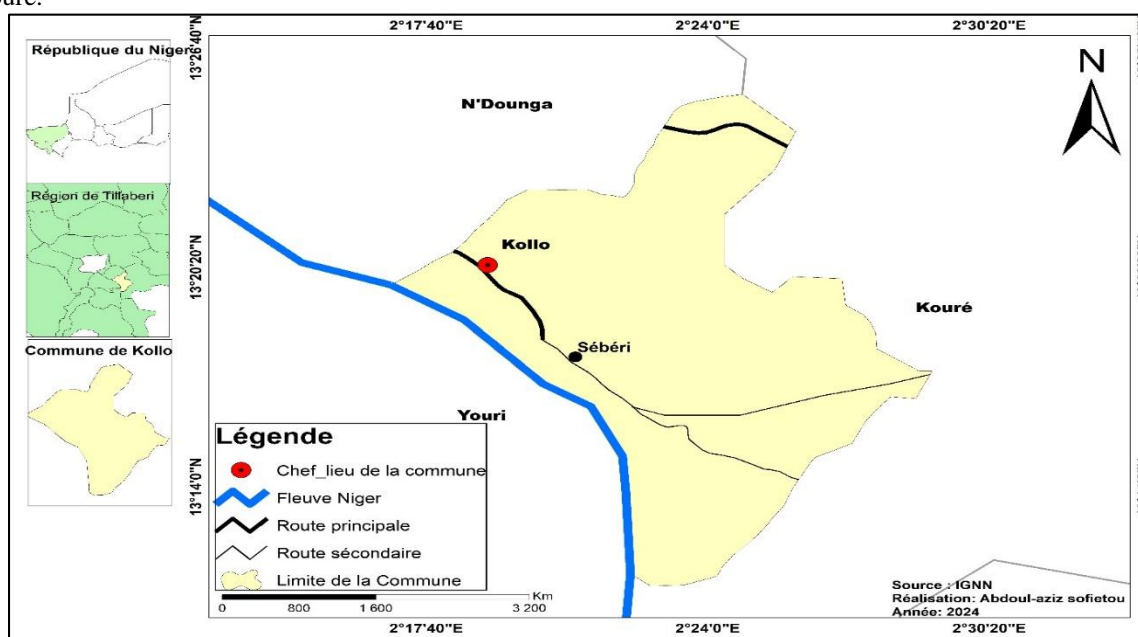 2°17'40"E 2°24'0"E 2°30'20"E
13°26'40"N
13°20'20"N
13°14'0"N
République du Niger
Région de Tillaberi
Commune de Kollo
N'Dounga
N
Kollo
Kouré
Sébéri
Youri
Légende
Chef_lieu de la commune
Fleuve Niger
Route principale
Route sécondaire
Limite de la Commune
Km
0 800 1 600 3 200
Source : IGNN
Réalisation: Abdoul-aziz sofietou
Année: 2024
2°17'40"E 2°24'0"E 2°30'20"E